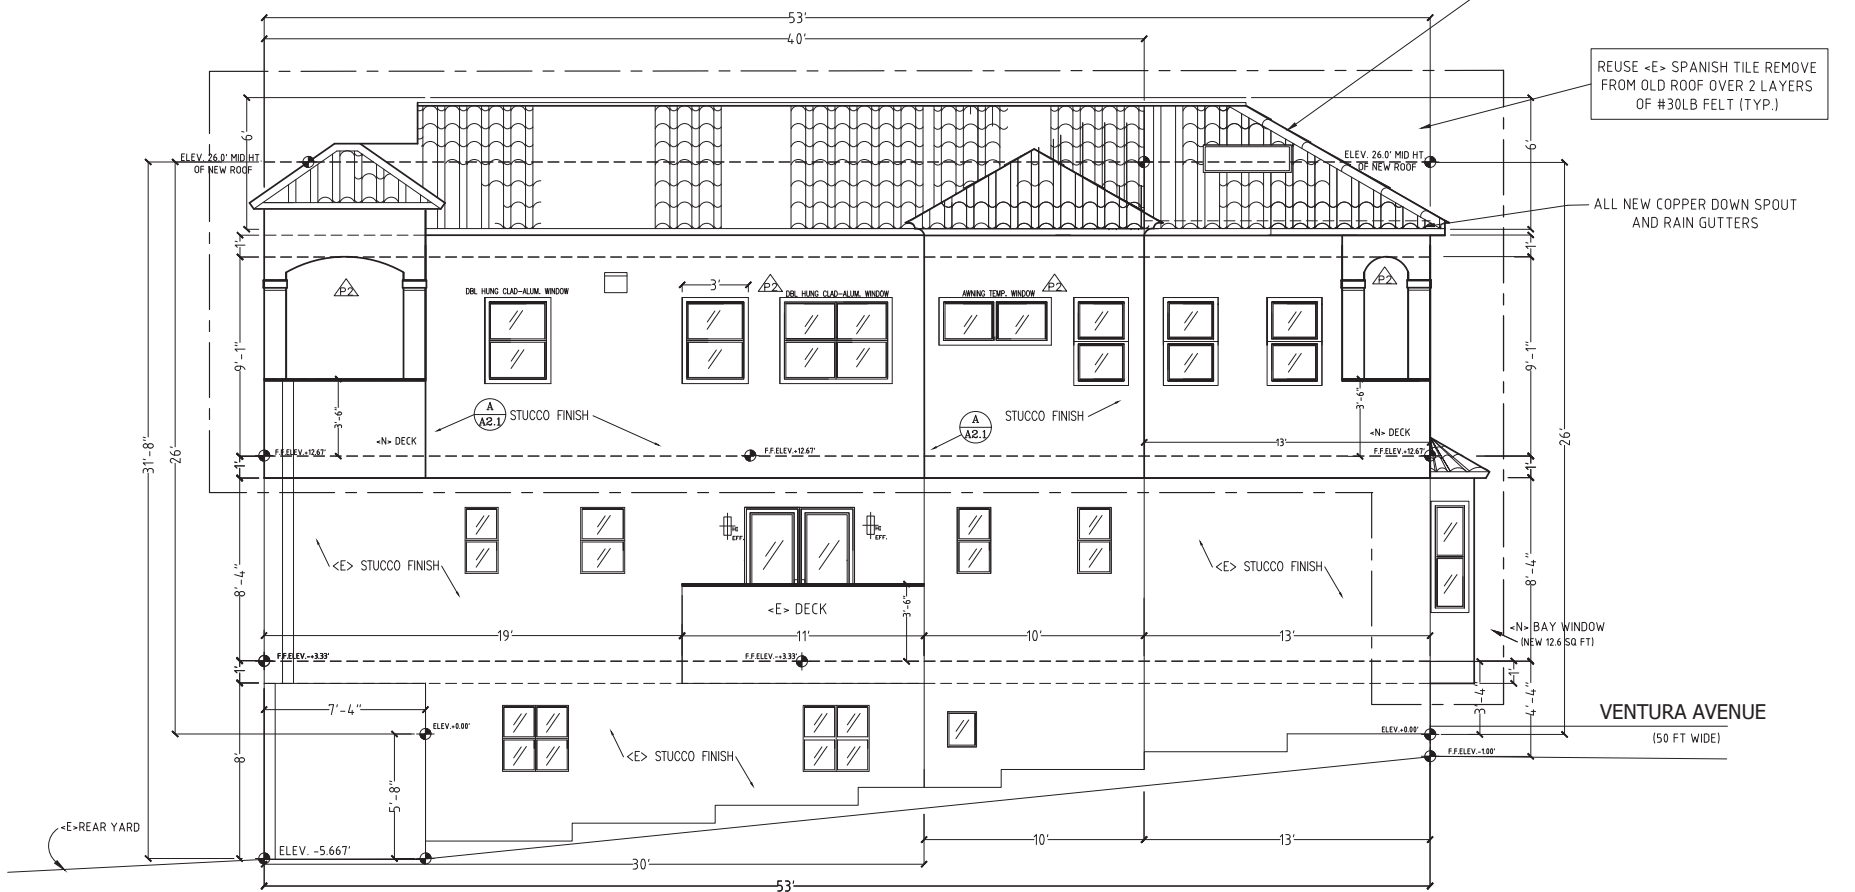 53'
40'
REUSE <E> SPANISH TILE REMOVE
FROM OLD ROOF OVER 2 LAYERS
OF #30LB FELT (TYP.)
6'
6'
ELEV. 26.0' MID HT.
OF NEW ROOF
ELEV. 26.0' MID HT
OF NEW ROOF
ALL NEW COPPER DOWN SPOUT
AND RAIN GUTTERS
1'
1'
P2
DBL HUNG CLAD-ALUM. WINDOW
3'
P2
DBL HUNG CLAD-ALUM. WINDOW
AWNING TEMP. WINDOW
P2
P2
9'-1"
9'-1"
31'-8"
26'
26'
3'-6"
<N> DECK
A
A2.1
STUCCO FINISH
A
A2.1
STUCCO FINISH
3'-6"
<N> DECK
13'
F.F.ELEV.+12.67'
F.F.ELEV.+12.67'
F.F.ELEV.+12.67'
1'
1'
EFF.
EFF.
<E> STUCCO FINISH
<E> STUCCO FINISH
8'-4"
8'-4"
<E> DECK
3'-6"
19'
11'
10'
13'
<N> BAY WINDOW
(NEW 12.6 SQ FT)
F.F.ELEV.-+3.33'
F.F.ELEV.-+3.33'
1'
1'
3'-4"
4'-4"
7'-4"
ELEV.+0.00'
ELEV.+0.00'
VENTURA AVENUE
(50 FT WIDE)
F.F.ELEV.-1.00'
<E> STUCCO FINISH
8'
5'-8"
<E>REAR YARD
ELEV. -5.667'
10'
13'
30'
53'